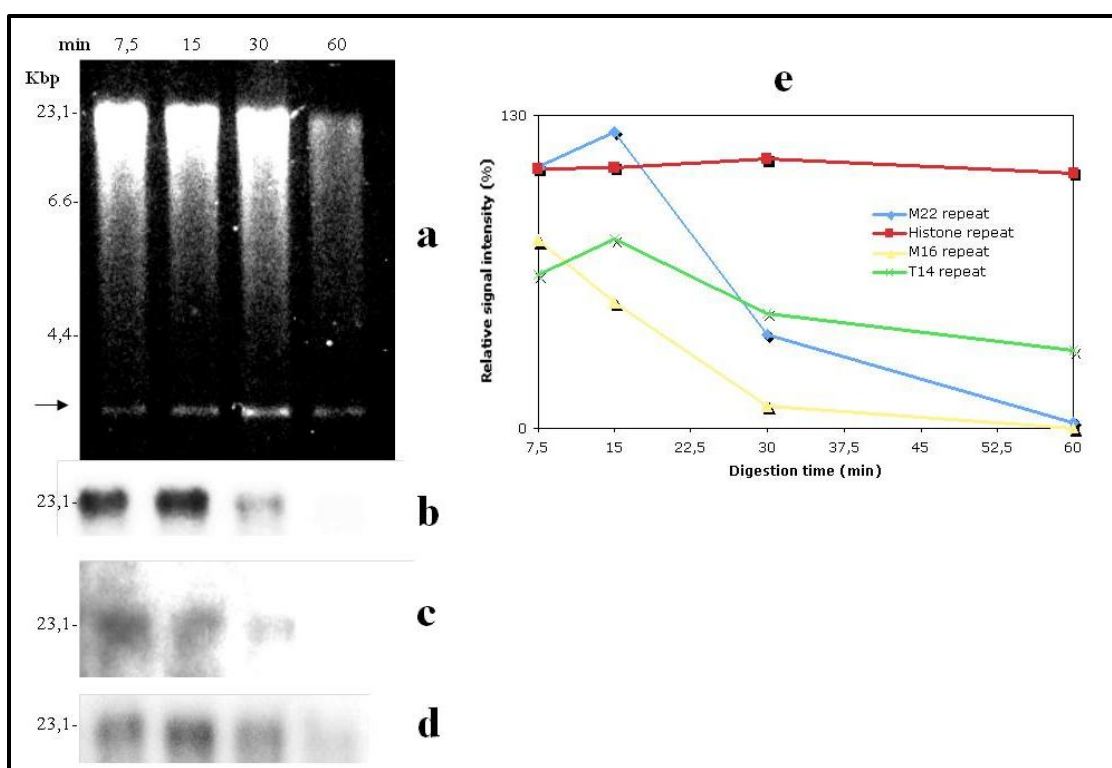 min 7,5 15 30 60
Kbp
23,1-
6.6-
4,4-
a
23,1-
b
23,1-
c
23,1-
d
e
130
0
Relative signal intensity (%)
7,5 15 22,5 30 37,5 45 52,5 60
Digestion time (min)
M22 repeat
Histone repeat
M16 repeat
T14 repeat